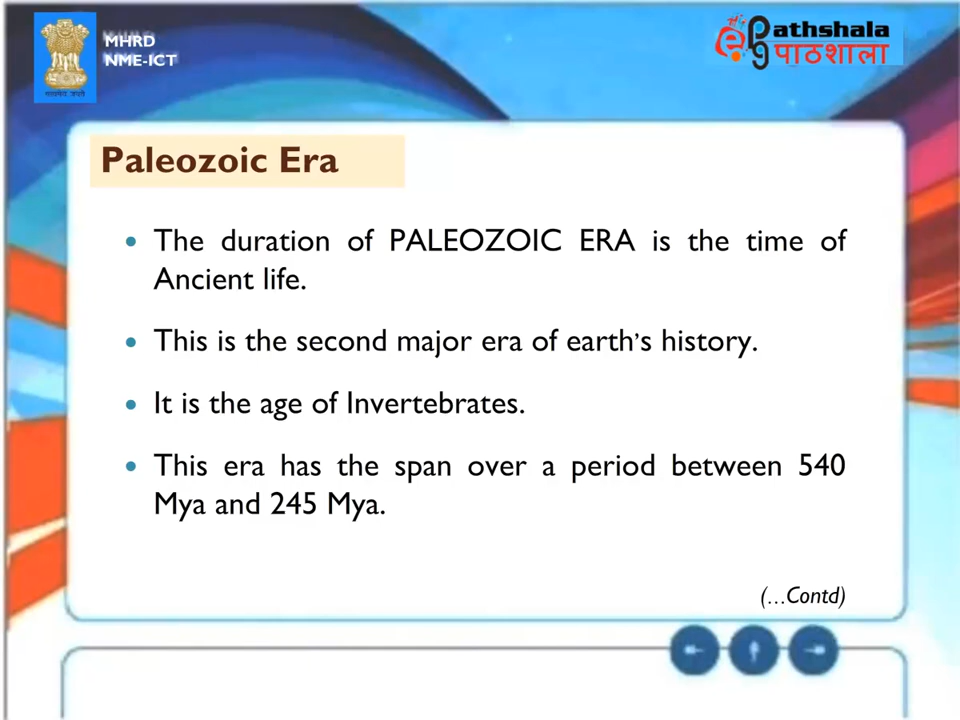 MHRD
NME-ICT
e pg athshala
पाठशाला
Paleozoic Era
• The duration of PALEOZOIC ERA is the time of
Ancient life.
• This is the second major era of earth's history.
• It is the age of Invertebrates.
• This era has the span over a period between 540
Mya and 245 Mya.
(...Contd)